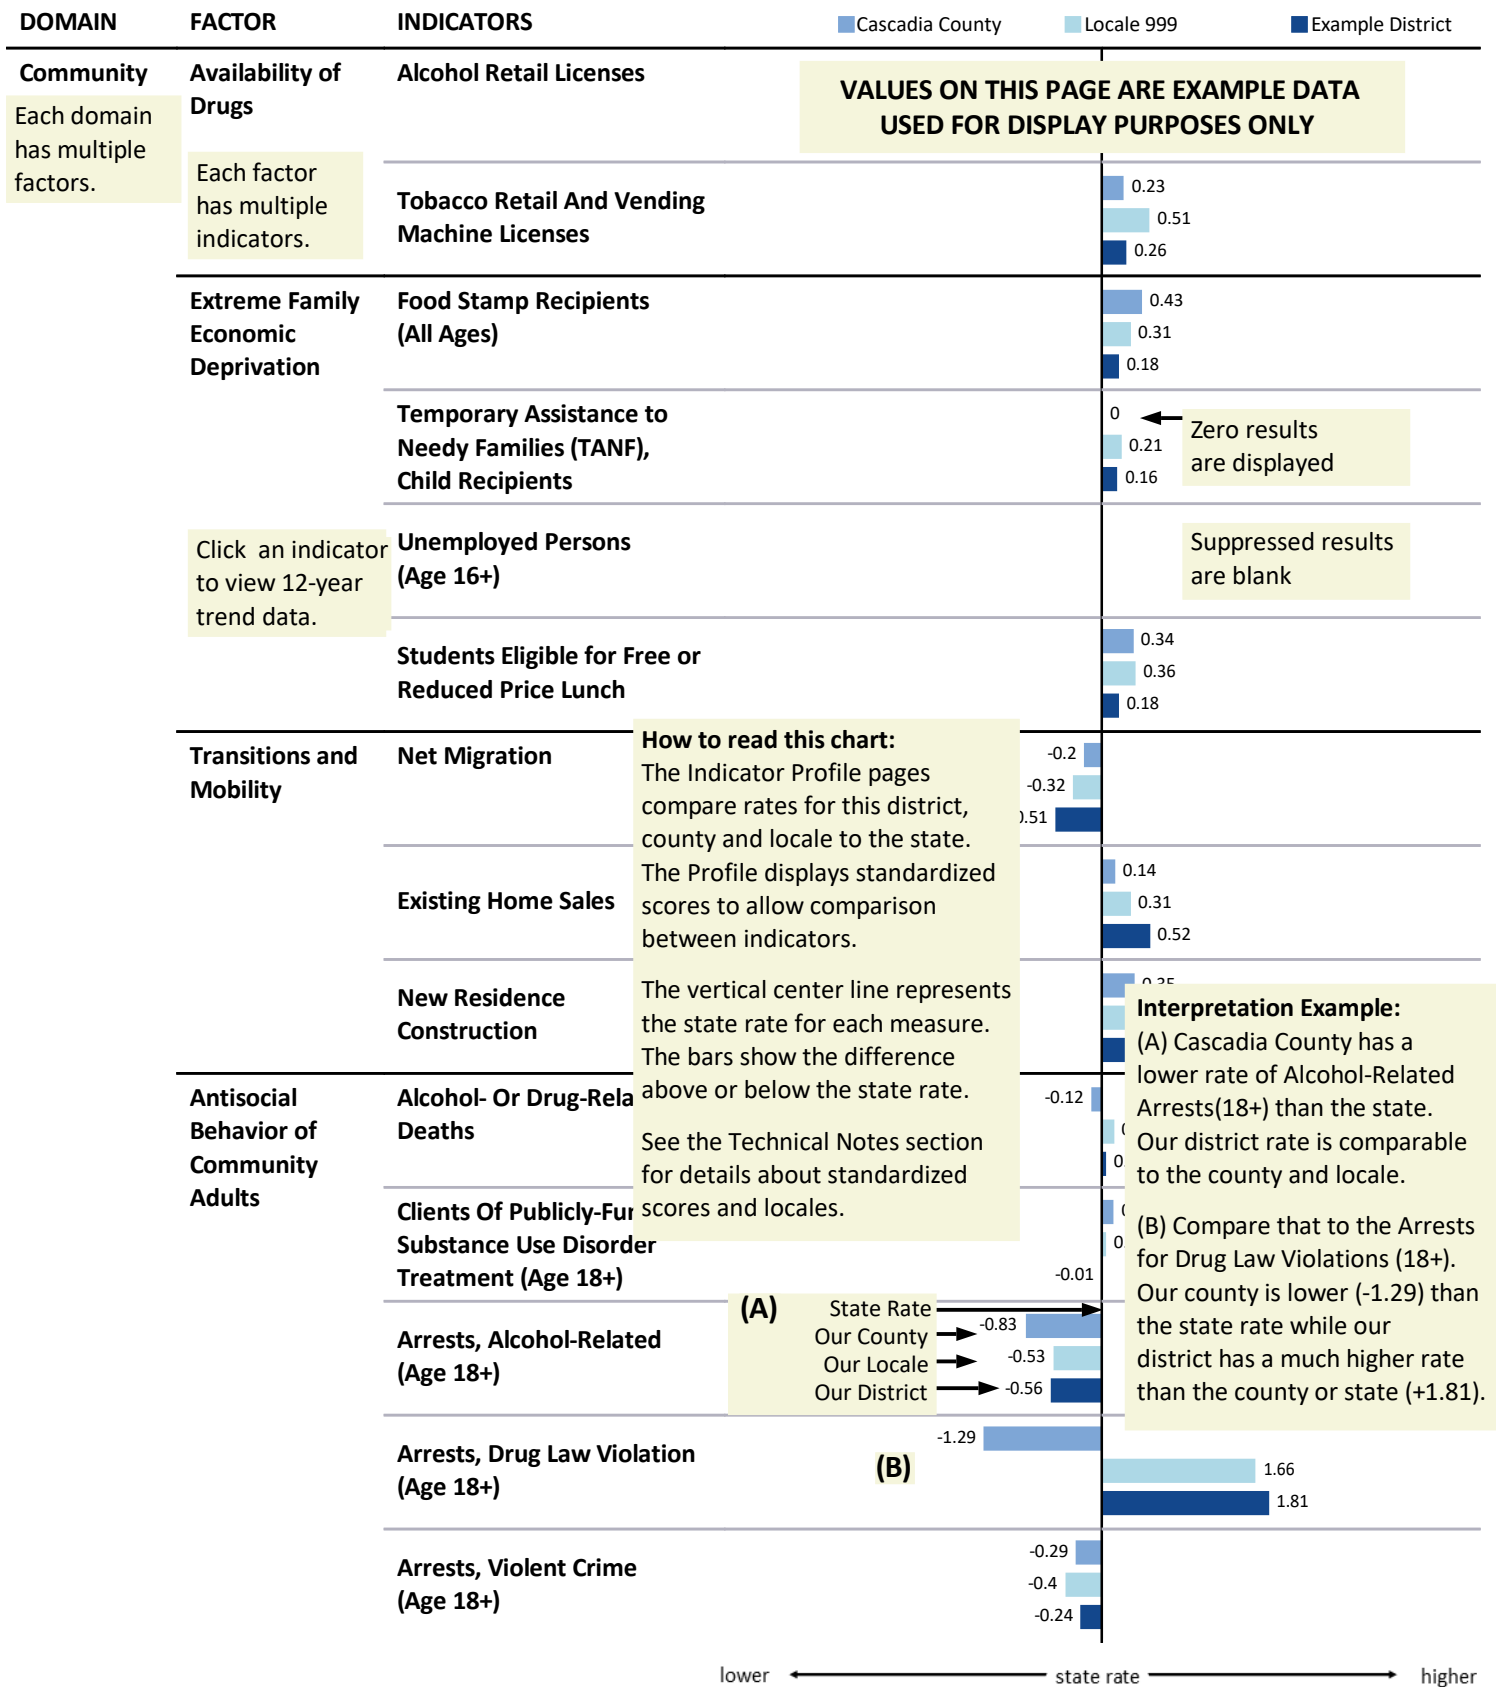 DOMAIN FACTOR INDICATORS Cascadia County Locale 999 Example District
Community
Each domain
has multiple
factors.
Availability of
Drugs
Each factor
has multiple
indicators.
Alcohol Retail Licenses
VALUES ON THIS PAGE ARE EXAMPLE DATA
USED FOR DISPLAY PURPOSES ONLY
Tobacco Retail And Vending
Machine Licenses
0.23
0.51
0.26
Extreme Family
Economic
Deprivation
Food Stamp Recipients
(All Ages)
0.43
0.31
0.18
Temporary Assistance to
Needy Families (TANF),
Child Recipients
0
0.21
0.16
Zero results
are displayed
Click an indicator
to view 12-year
trend data.
Unemployed Persons
(Age 16+)
Suppressed results
are blank
Students Eligible for Free or
Reduced Price Lunch
0.34
0.36
0.18
Transitions and
Mobility
Net Migration
-0.2
-0.32
.51
How to read this chart:
The Indicator Profile pages
compare rates for this district,
county and locale to the state.
The Profile displays standardized
scores to allow comparison
between indicators.
The vertical center line represents
the state rate for each measure.
The bars show the difference
above or below the state rate.
See the Technical Notes section
for details about standardized
scores and locales.
Existing Home Sales
0.14
0.31
0.52
New Residence
Construction
Interpretation Example:
(A) Cascadia County has a
lower rate of Alcohol-Related
Arrests(18+) than the state.
Our district rate is comparable
to the county and locale.
(B) Compare that to the Arrests
for Drug Law Violations (18+).
Our county is lower (-1.29) than
the state rate while our
district has a much higher rate
than the county or state (+1.81).
Antisocial
Behavior of
Community
Adults
Alcohol- Or Drug-Rela
Deaths
-0.12
0.
Clients Of Publicly-Fu
Substance Use Disorder
Treatment (Age 18+)
0.
-0.01
Arrests, Alcohol-Related
(Age 18+)
(A) State Rate
Our County -0.83
Our Locale -0.53
Our District -0.56
Arrests, Drug Law Violation
(Age 18+)
(B)
-1.29
1.66
1.81
Arrests, Violent Crime
(Age 18+)
-0.29
-0.4
-0.24
lower state rate higher